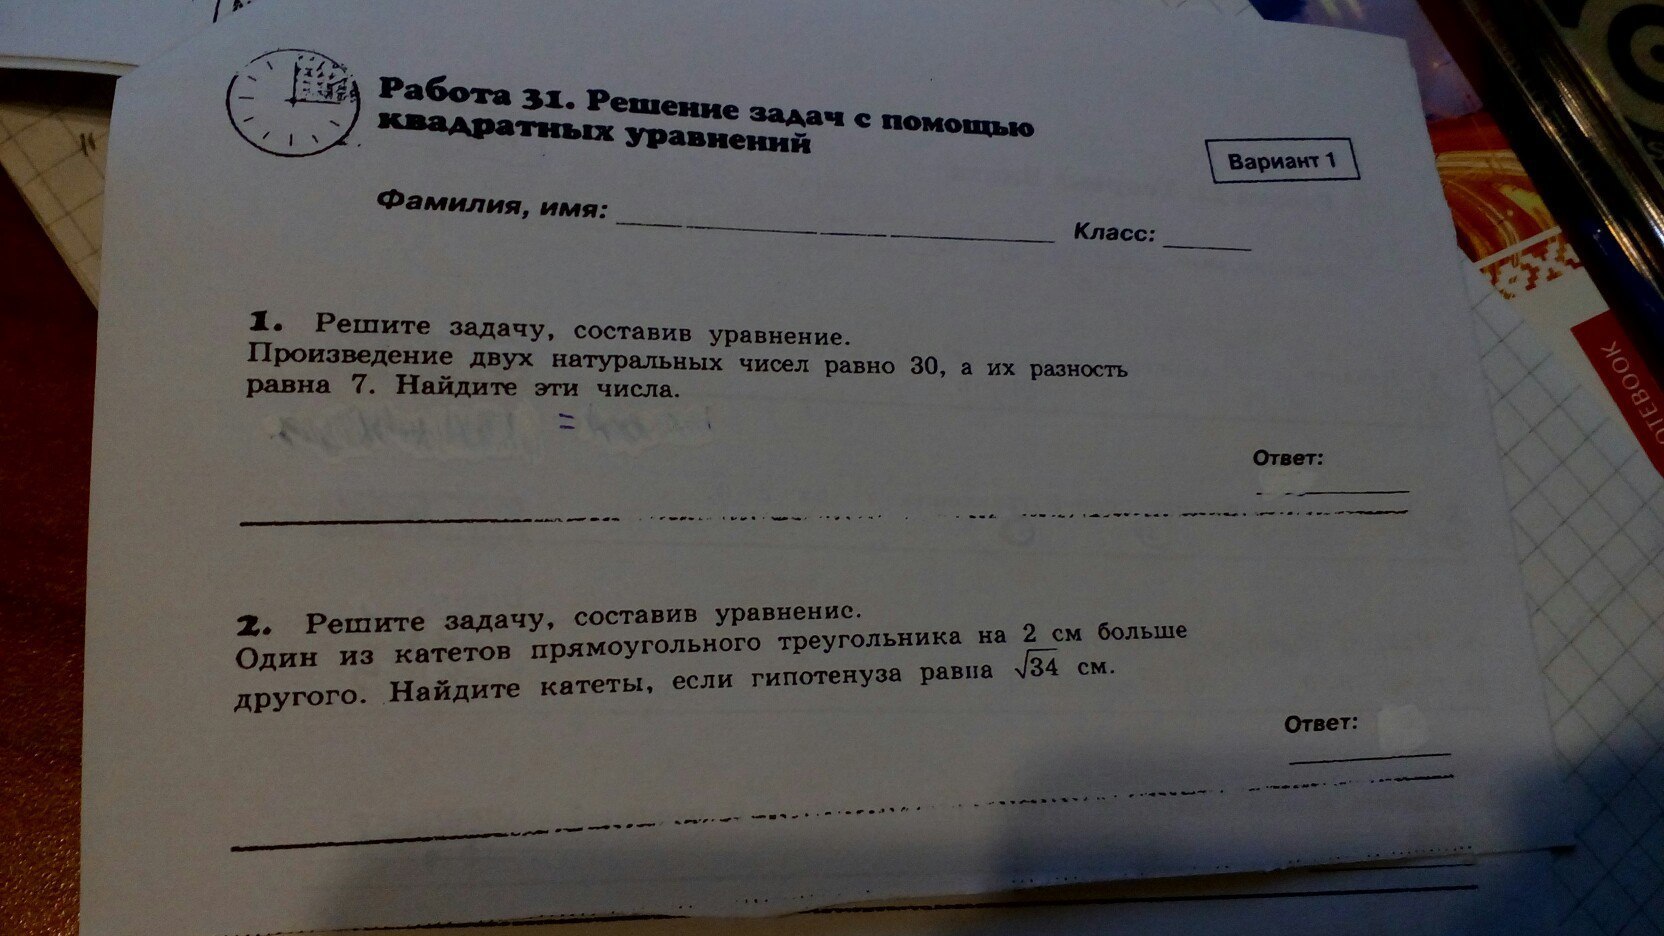 Работа 31. Решение задач с помощью
квадратных уравнений
Вариант 1
Фамилия, имя:
Класс:
1. Решите задачу, составив уравнение.
Произведение двух натуральных чисел равно 30, а их разность
равна 7. Найдите эти числа.
=
Ответ:
2. Решите задачу, составив уравнение.
Один из катетов прямоугольного треугольника на 2 см больше
другого. Найдите катеты, если гипотенуза равна √34 см.
Ответ: